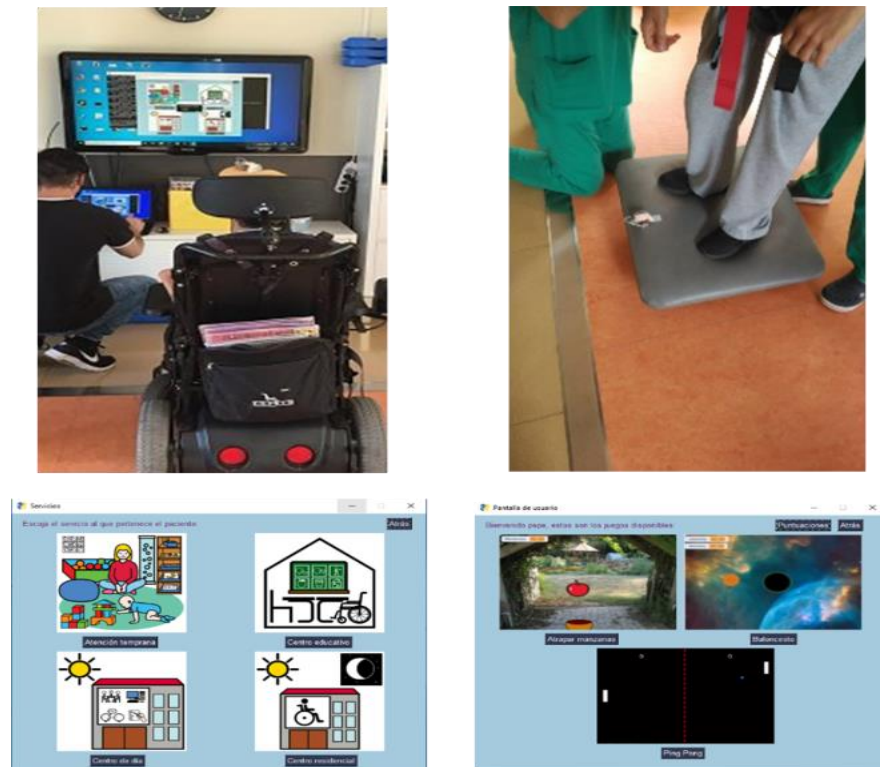 Servicios
Escoja el servicio al que pertenece el paciente:
Atrás
Atención temprana
Centro educativo
Centro de día
Centro residencial
Pantalla de usuario
Bienvenido pepe, estos son los juegos disponibles:
Puntuaciones
Atrás
Atrapar manzanas
Baloncesto
Ping Pong